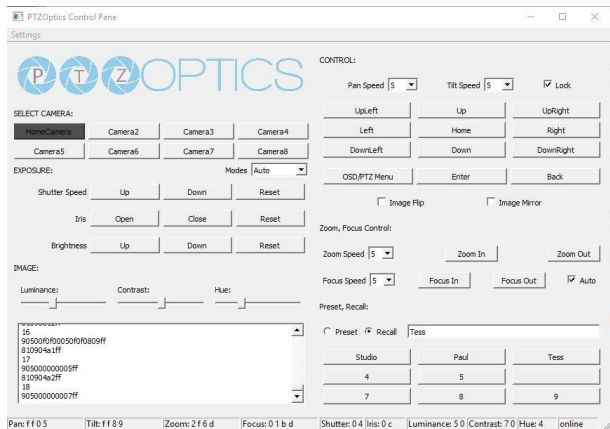 PTZOptics Control Pane
Settings
PTZOPTICS
SELECT CAMERA:
HomeCamera Camera2 Camera3 Camera4
Camera5 Camera6 Camera7 Camera8
EXPOSURE: Modes Auto
Shutter Speed Up Down Reset
Iris Open Close Reset
Brightness Up Down Reset
IMAGE:
Luminance: Contrast: Hue:
16
90500f0f00050f0f0809ff
810904a1ff
17
905000000005ff
810904a2ff
18
905000000007ff
CONTROL:
Pan Speed 5 Tilt Speed 5 Lock
UpLeft Up UpRight
Left Home Right
DownLeft Down DownRight
OSD/PTZ Menu Enter Back
Image Flip Image Mirror
Zoom, Focus Control:
Zoom Speed 5 Zoom In Zoom Out
Focus Speed 5 Focus In Focus Out Auto
Preset, Recall:
Preset Recall Tess
Studio Paul Tess
4 5
7 8 9
Pan: f f 0 5 Tilt: f f 8 9 Zoom: 2 f 6 d Focus: 0 1 b d Shutter: 0 4 Iris: 0 c Luminance: 5 0 Contrast: 7 0 Hue: 4 online